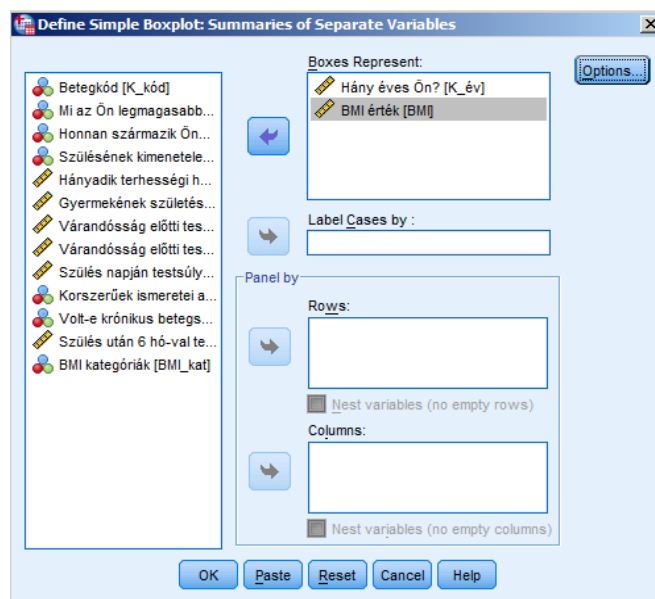 Define Simple Boxplot: Summaries of Separate Variables
Betegkód [K_kód]
Mi az Ön legmagasabb...
Honnan származik Ön...
Szülésének kimenetele...
Hányadik terhességi h...
Gyermekének születés...
Várandósság előtti tes...
Várandósság előtti tes...
Szülés napján testsúly...
Korszerűek ismeretei a...
Volt-e krónikus betegs...
Szülés után 6 hó-val te...
BMI kategóriák [BMI_kat]
Boxes Represent:
Hány éves Ön? [K_év]
BMI érték [BMI]
Options...
Label Cases by :
Panel by
Rows:
Nest variables (no empty rows)
Columns:
Nest variables (no empty columns)
OK
Paste
Reset
Cancel
Help